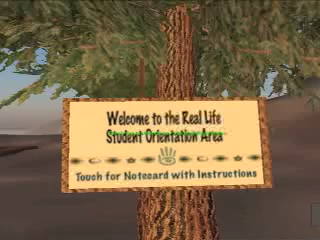 Welcome to the Real Life
Student Orientation Area
Touch for Notecard with Instructions